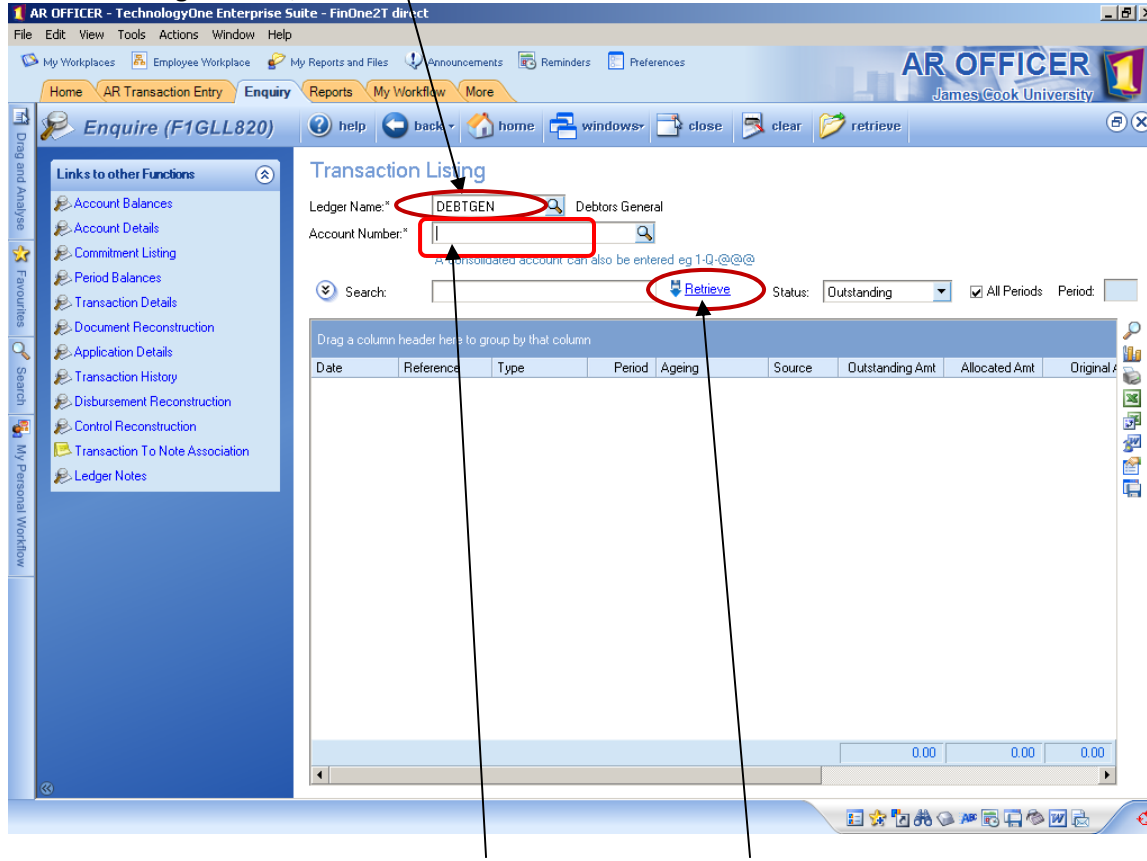 AR OFFICER - TechnologyOne Enterprise Suite - FinOne2T direct
File Edit View Tools Actions Window Help
My Workplaces Employee Workplace My Reports and Files Announcements Reminders Preferences
AR OFFICER
James Cook University
Home AR Transaction Entry Enquiry Reports My Workflow More
Enquire (F1GLL820) help back home windows close clear retrieve
Drag and Analyse
Favourites
Search
My Personal Workflow
Links to other Functions
Account Balances
Account Details
Commitment Listing
Period Balances
Transaction Details
Document Reconstruction
Application Details
Transaction History
Disbursement Reconstruction
Control Reconstruction
Transaction To Note Association
Ledger Notes
Transaction Listing
Ledger Name:* DEBTGEN Debtors General
Account Number:*
A consolidated account can also be entered eg 1-Q-@@@
Search: Retrieve Status: Outstanding All Periods Period:
Drag a column header here to group by that column
Date Reference Type Period Ageing Source Outstanding Amt Allocated Amt Original
0.00 0.00 0.00